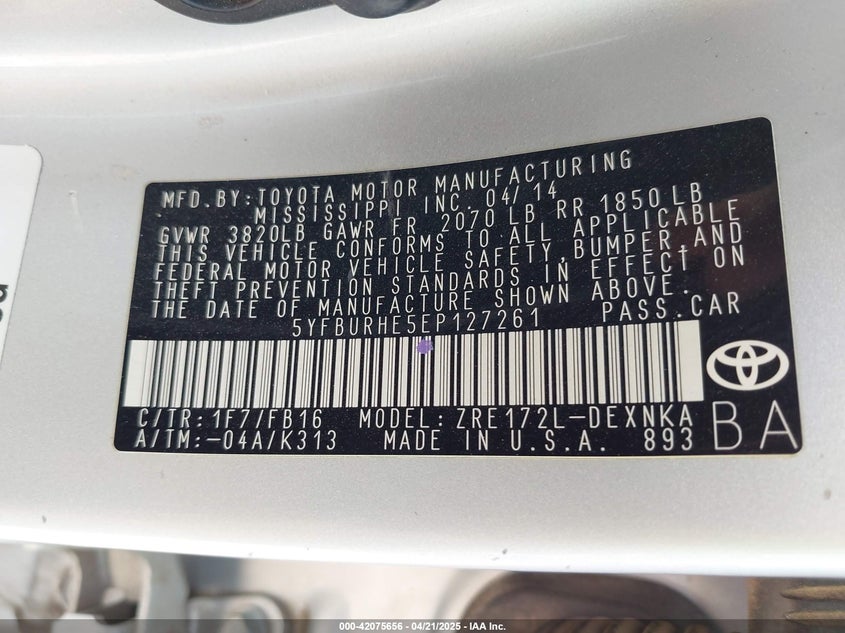 MFD. BY: TOYOTA MOTOR MANUFACTURING
MISSISSIPPI INC. 04/14
GVWR 3820LB GAWR FR 2070 LB RR 1850 LB
THIS VEHICLE CONFORMS TO ALL APPLICABLE
FEDERAL MOTOR VEHICLE SAFETY,BUMPER,AND
THEFT PREVENTION STANDARDS IN EFFECT ON
THE DATE OF MANUFACTURE SHOWN ABOVE.
5YFBURHE5EP127261 PASS.CAR
C/TR: 1F7/FB16 MODEL: ZRE172L-DEXNKA
A/TM:-04A/K313 MADE IN U.S.A. 893
BA
000-42075656 - 04/21/2025 - IAA Inc.